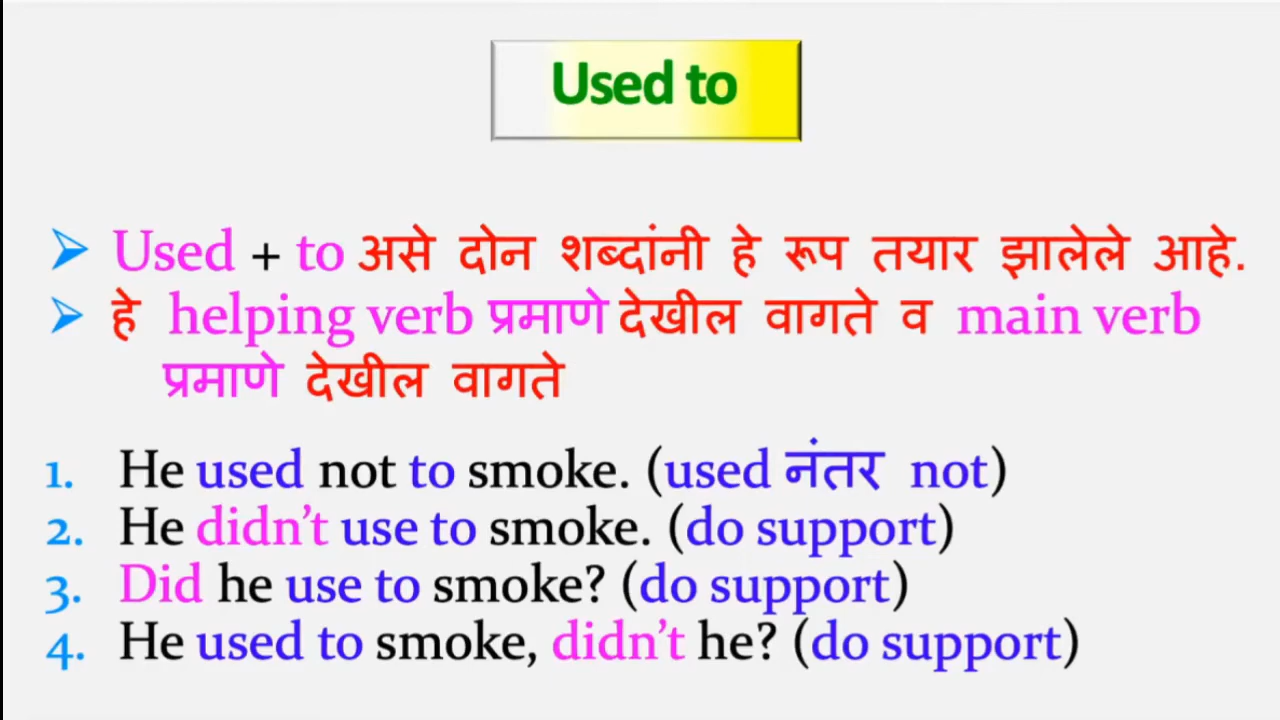 Used to
Used + to असे दोन शब्दांनी हे रूप तयार झालेले आहे.
हे helping verb प्रमाणे देखील वागते व main verb
प्रमाणे देखील वागते
1. He used not to smoke. (used नंतर not)
2. He didn't use to smoke. (do support)
3. Did he use to smoke? (do support)
4. He used to smoke, didn't he? (do support)